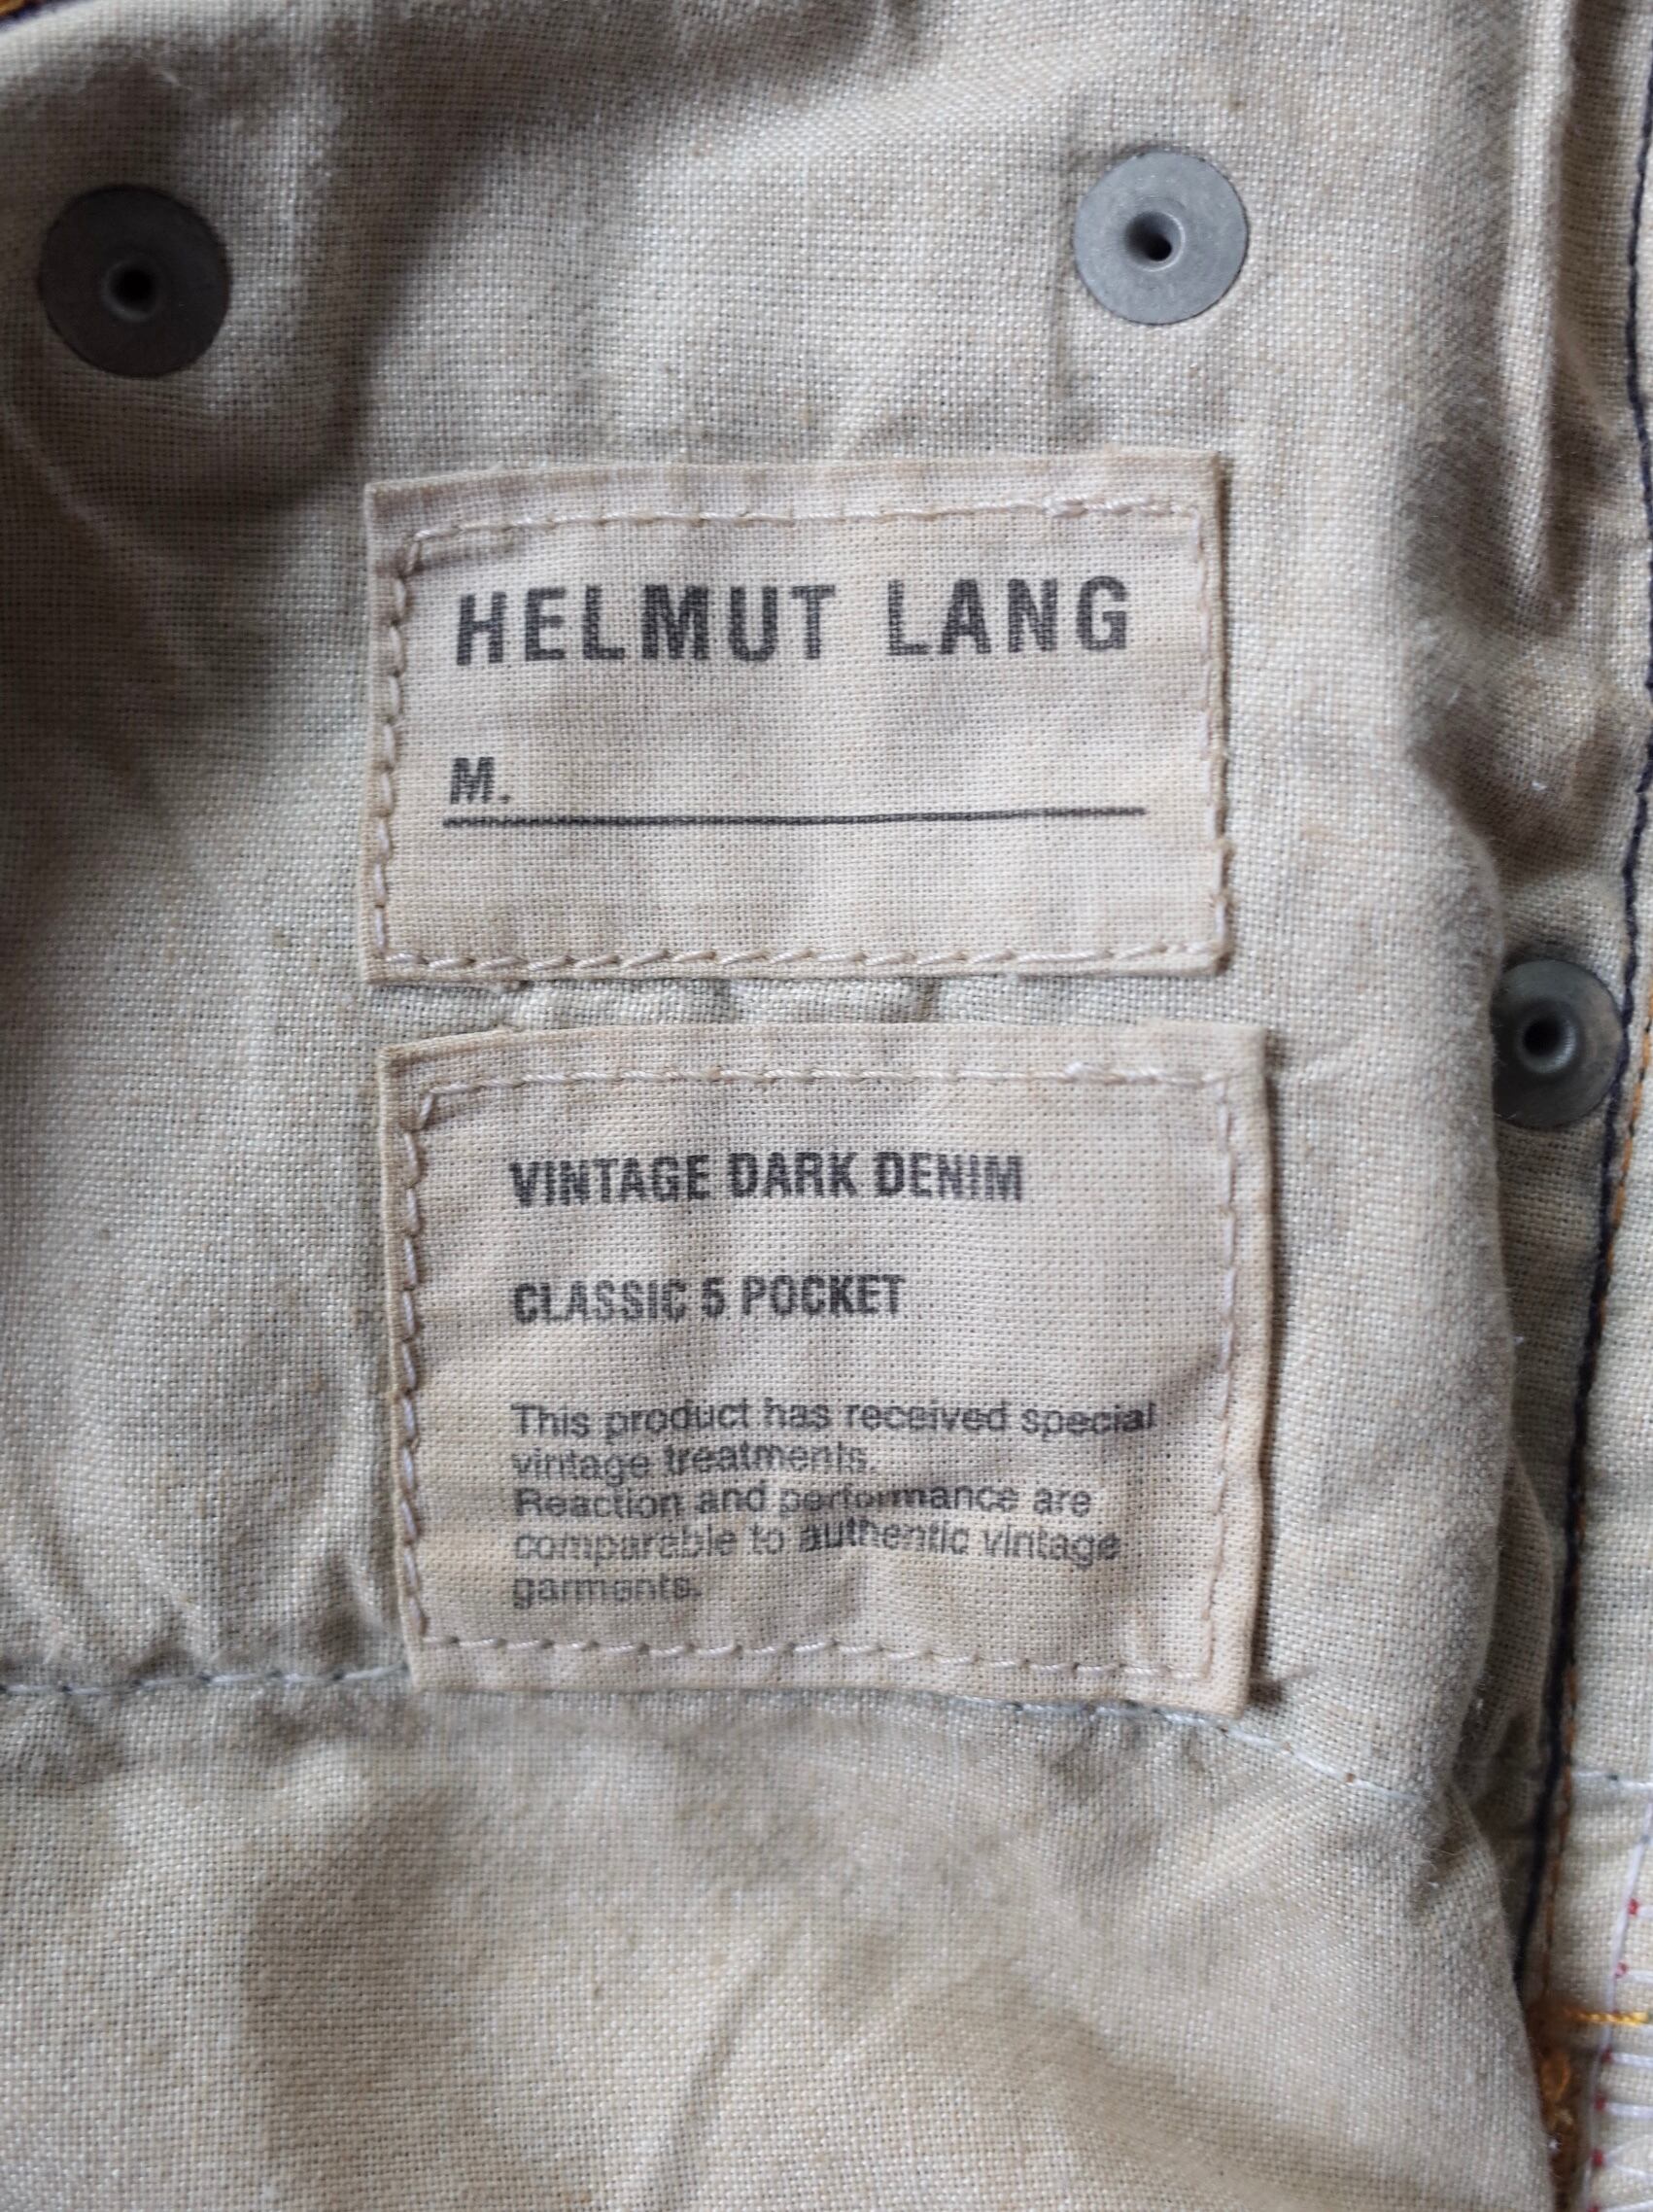 HELMUT LANG
M.
VINTAGE DARK DENIM
CLASSIC 5 POCKET
This product has received special
vintage treatments.
Reaction and performance are
comparable to authentic vintage
garments.